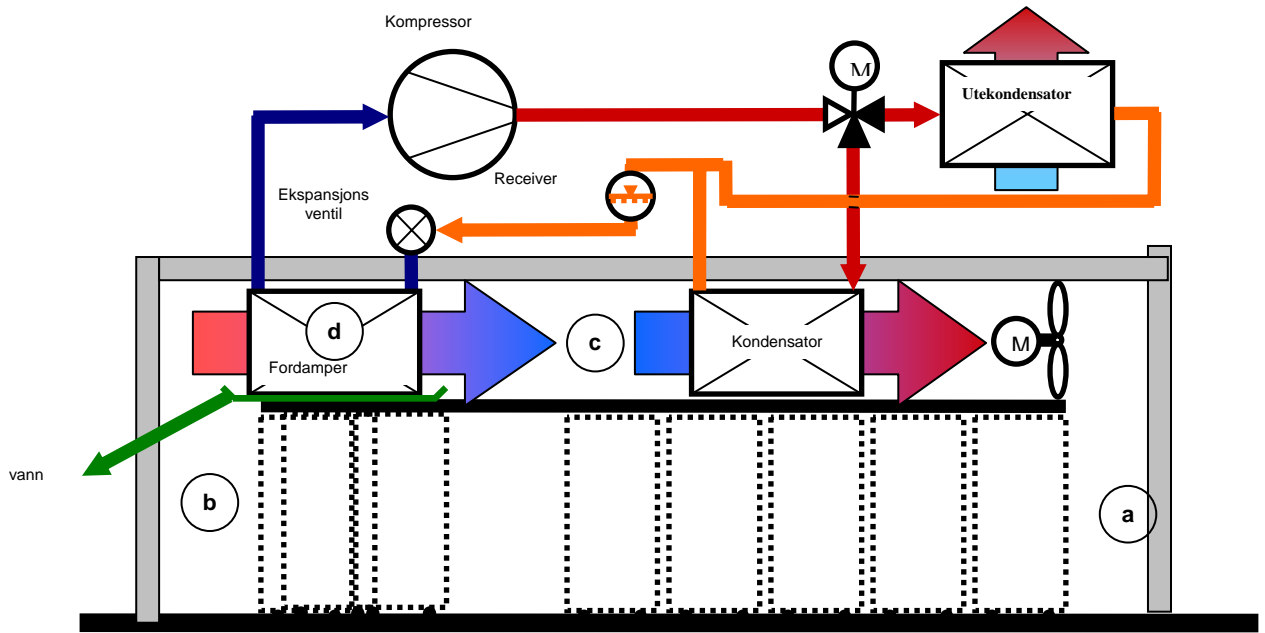 Kompressor
M
Utekondensator
Receiver
Ekspansjons
ventil
d
c
Kondensator
M
Fordamper
vann
b
a